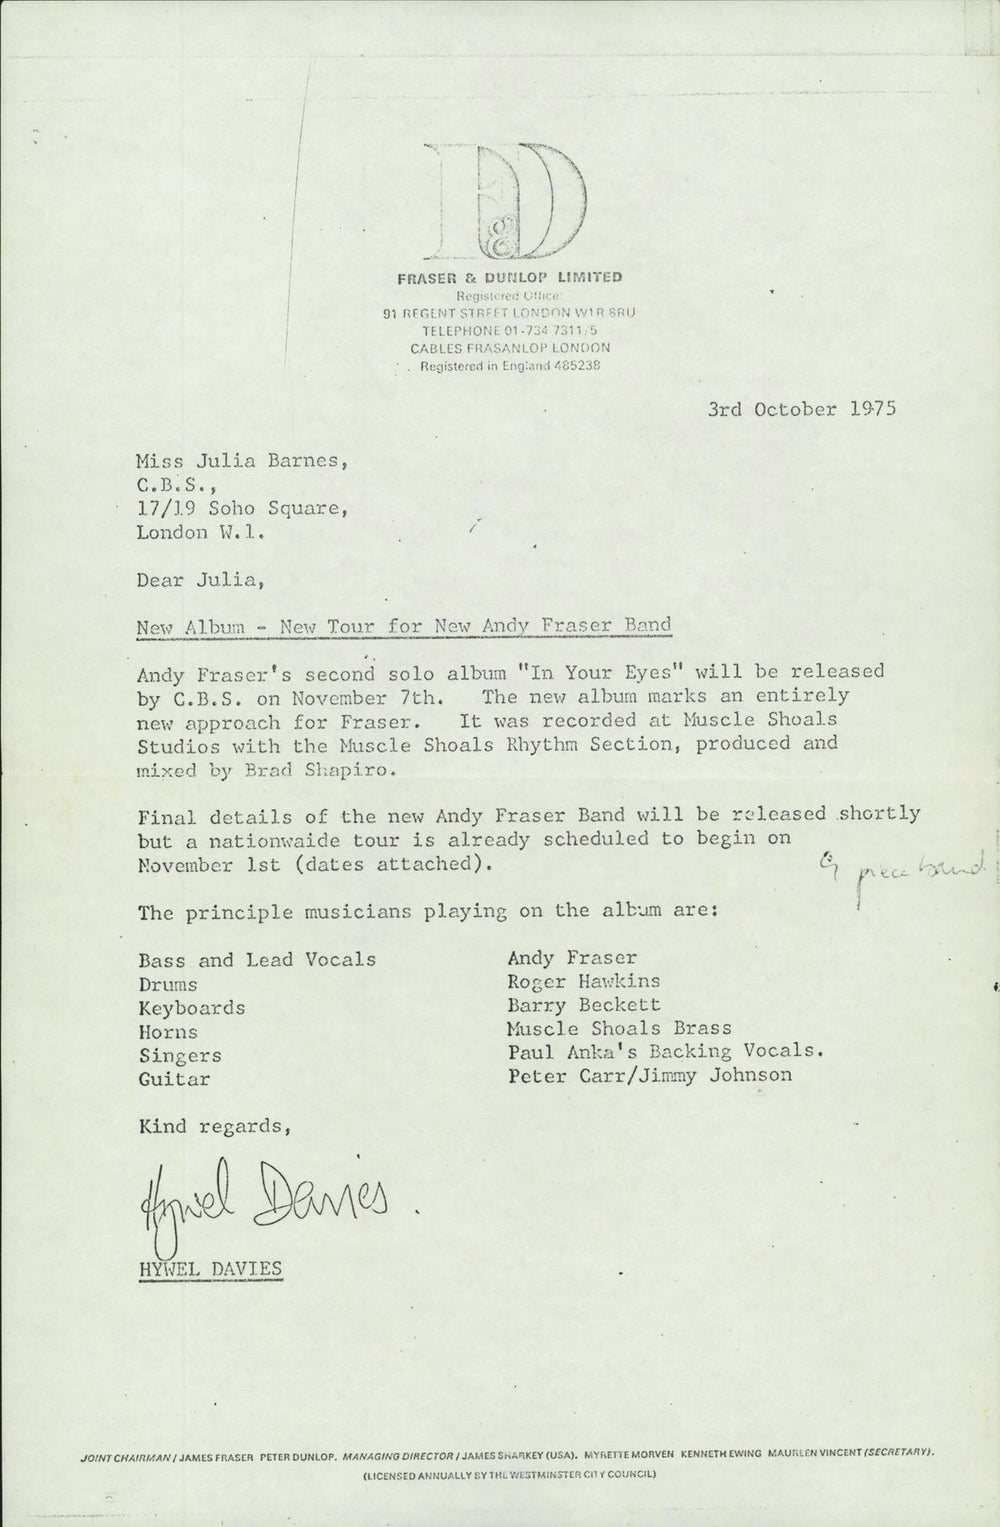 FRASER & DUNLOP LIMITED
Registered Office:
91 REGENT STREET LONDON W1R 8RU
TELEPHONE 01-734 7311/5
CABLES FRASANLOP LONDON
Registered in England 485238
3rd October 1975
Miss Julia Barnes,
C.B.S.,
17/19 Soho Square,
London W.1.
Dear Julia,
New Album - New Tour for New Andy Fraser Band
Andy Fraser's second solo album "In Your Eyes" will be released
by C.B.S. on November 7th. The new album marks an entirely
new approach for Fraser. It was recorded at Muscle Shoals
Studios with the Muscle Shoals Rhythm Section, produced and
mixed by Brad Shapiro.
Final details of the new Andy Fraser Band will be released shortly
but a nationwaide tour is already scheduled to begin on
November 1st (dates attached).
piece band
The principle musicians playing on the album are:
Bass and Lead Vocals Andy Fraser
Drums Roger Hawkins
Keyboards Barry Beckett
Horns Muscle Shoals Brass
Singers Paul Anka's Backing Vocals.
Guitar Peter Carr/Jimmy Johnson
Kind regards,
Hywel Davies.
HYWEL DAVIES
JOINT CHAIRMAN / JAMES FRASER PETER DUNLOP. MANAGING DIRECTOR / JAMES SHARKEY (USA). MYRETTE MORVEN KENNETH EWING MAUREEN VINCENT (SECRETARY).
(LICENSED ANNUALLY BY THE WESTMINSTER CITY COUNCIL)